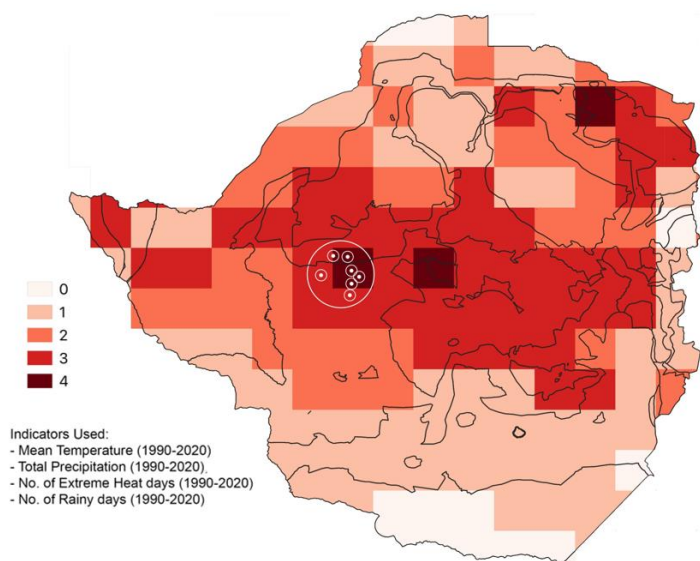 0
1
2
3
4
Indicators Used:
- Mean Temperature (1990-2020)
- Total Precipitation (1990-2020).
- No. of Extreme Heat days (1990-2020)
- No. of Rainy days (1990-2020)